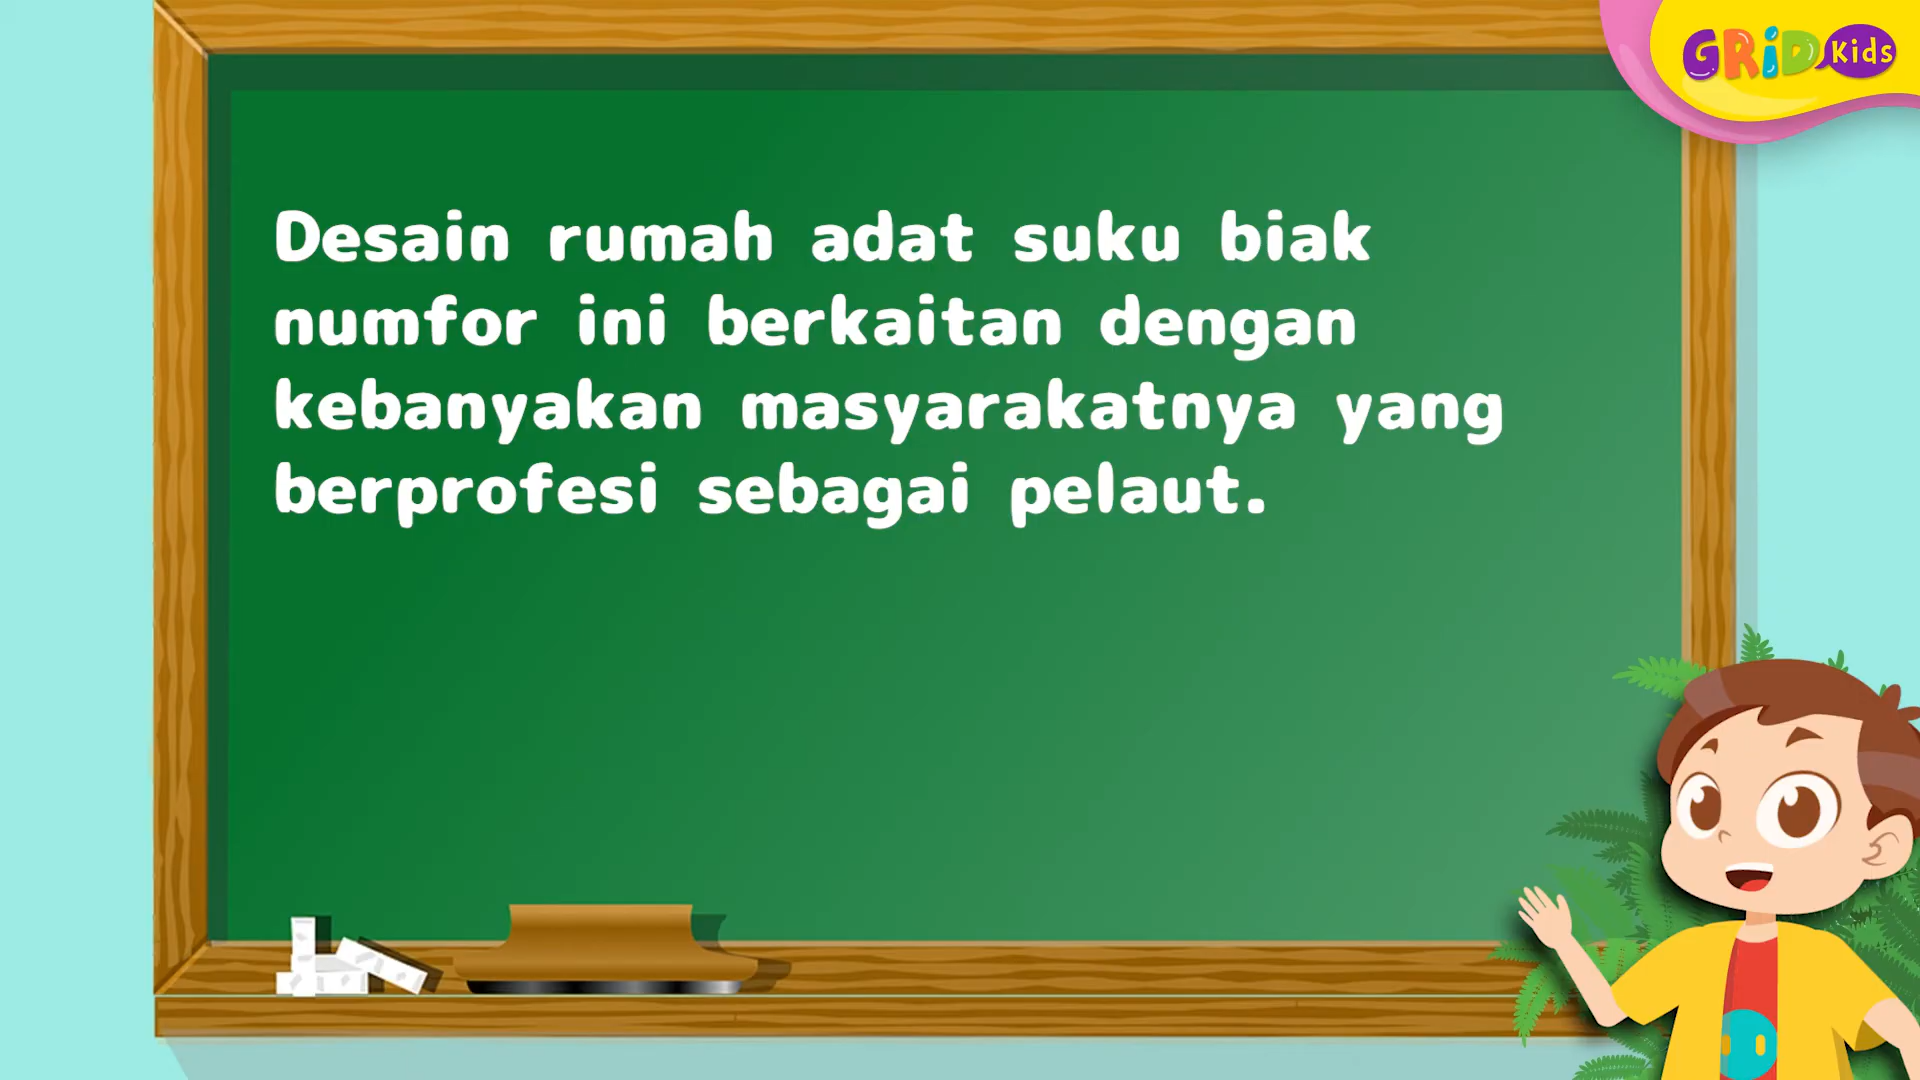 GRiD Kids
Desain rumah adat suku biak
numfor ini berkaitan dengan
kebanyakan masyarakatnya yang
berprofesi sebagai pelaut.